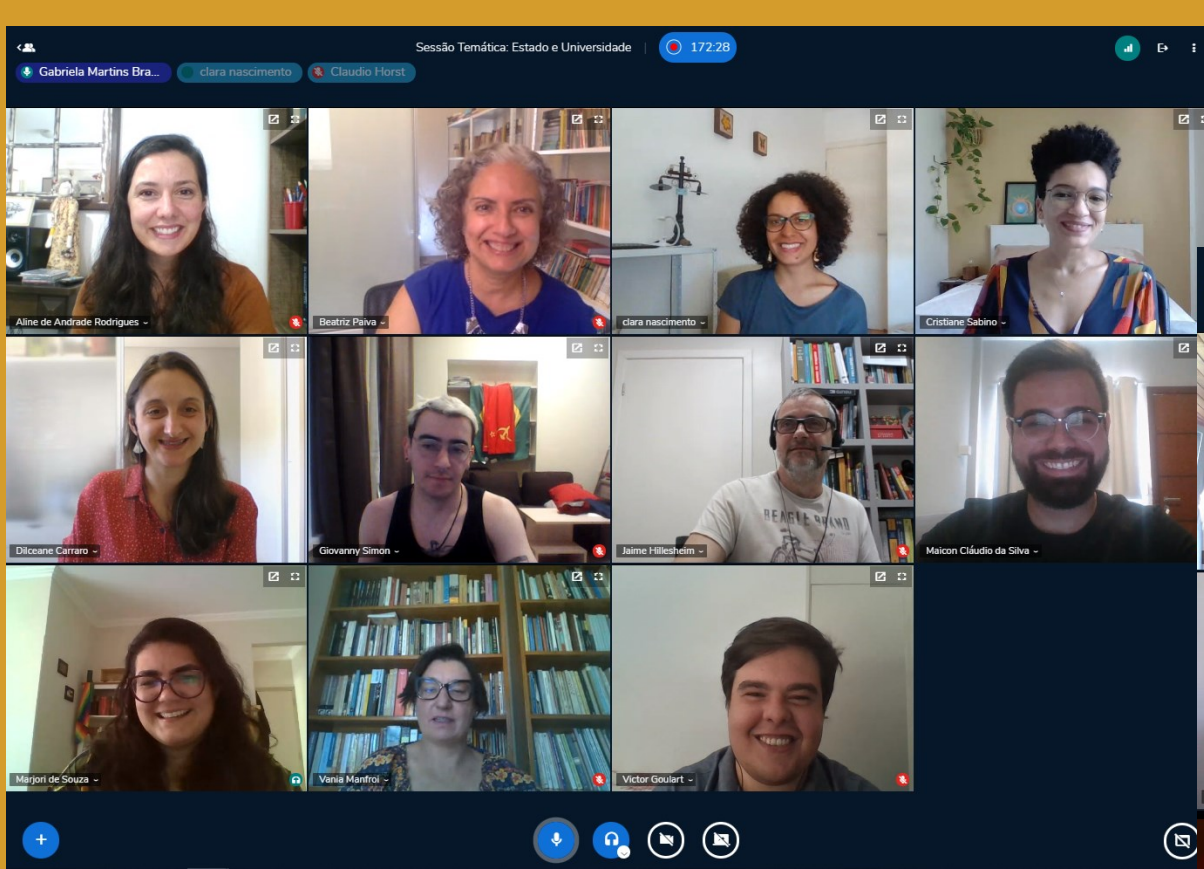 Sessão Temática: Estado e Universidade
172:28
Gabriela Martins Bra...
clara nascimento
Claudio Horst
Aline de Andrade Rodrigues
Beatriz Paiva
clara nascimento
Cristiane Sabino
Dilceane Carraro
Giovanny Simon
Jaime Hillesheim
Maicon Cláudio da Silva
Marjori de Souza
Vania Manfroi
Victor Goulart